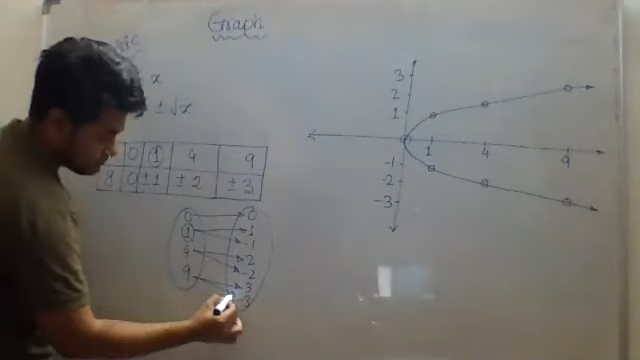 Graph
x
± √x
0 1 4 9
y 0 ±1 ±2 ±3
0 0
1 1
-1
4 2
-2
9 3
-3
3
2
1
1 4 9
-1
-2
-3